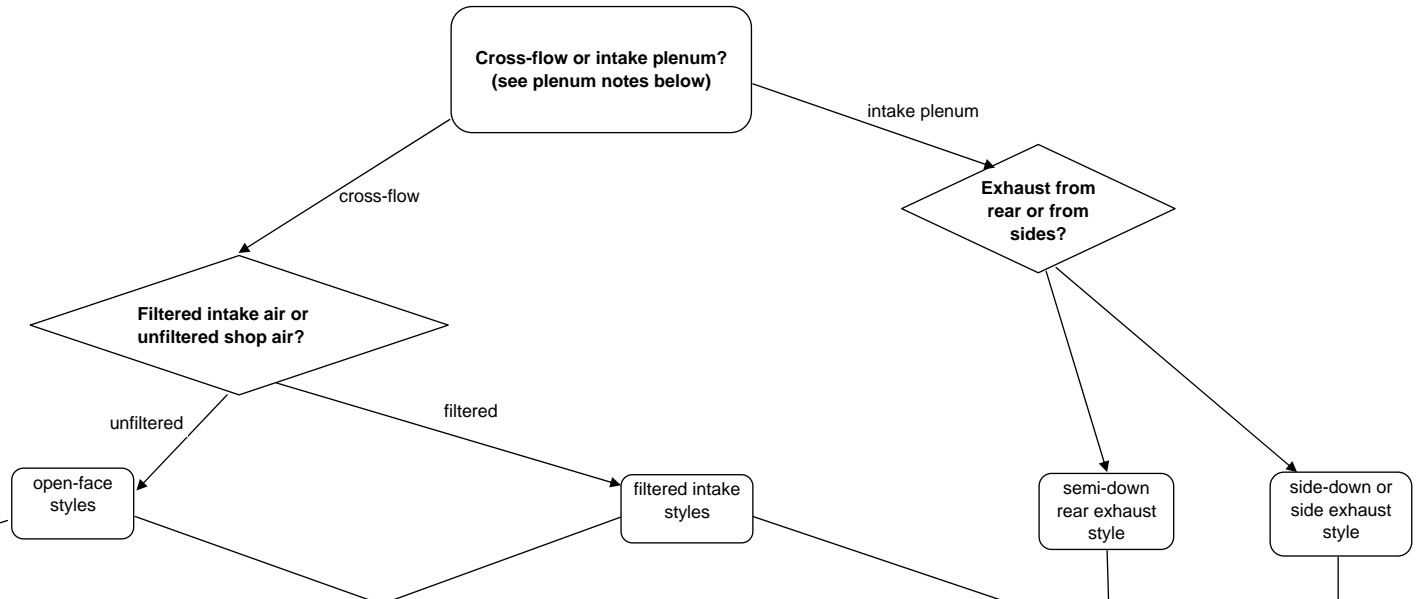 Cross-flow or intake plenum?
(see plenum notes below)
intake plenum
cross-flow
Exhaust from
rear or from
sides?
Filtered intake air or
unfiltered shop air?
unfiltered
filtered
open-face
styles
filtered intake
styles
semi-down
rear exhaust
style
side-down or
side exhaust
style